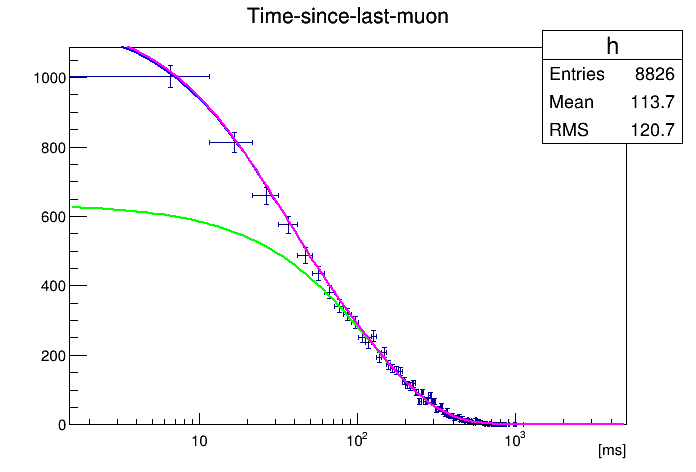 Time-since-last-muon
h
Entries 8826
Mean 113.7
RMS 120.7
1000
800
600
400
200
0
10
10²
10³
[ms]